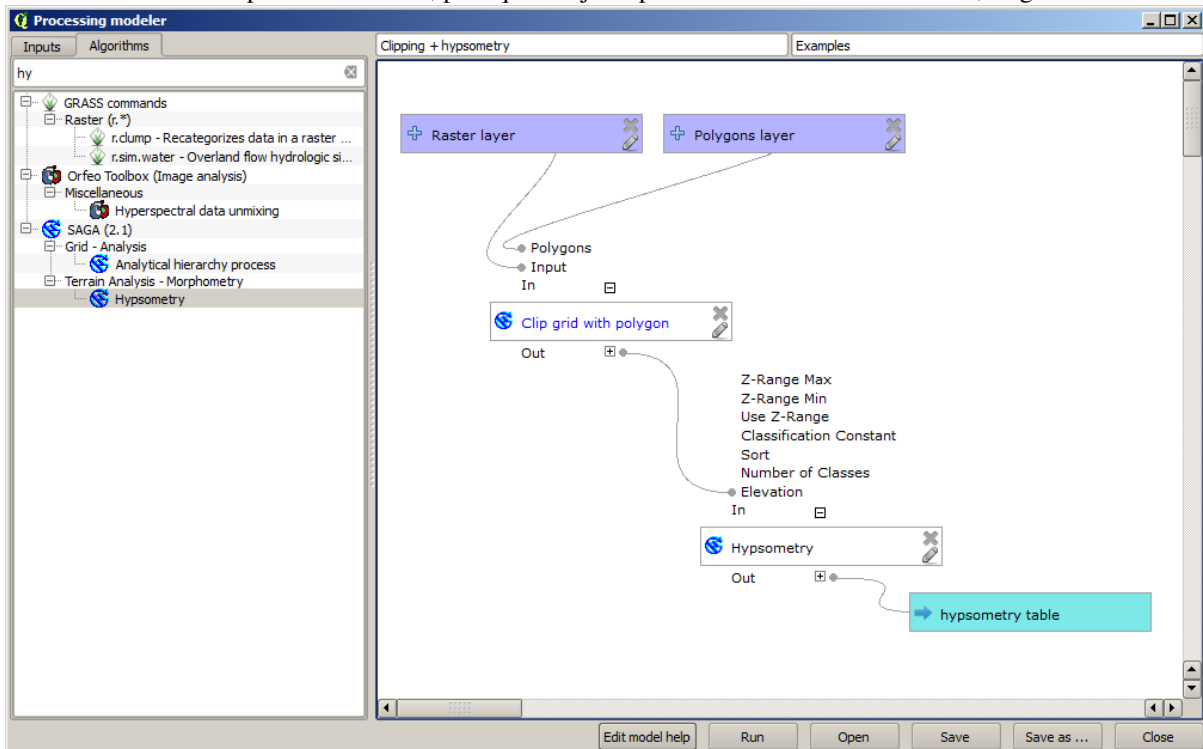 Processing modeler
Inputs
Algorithms
Clipping + hypsometry
Examples
hy
GRASS commands
Raster (r.*)
r.clump - Recategorizes data in a raster ...
r.sim.water - Overland flow hydrologic si...
Orfeo Toolbox (Image analysis)
Miscellaneous
Hyperspectral data unmixing
SAGA (2.1)
Grid - Analysis
Analytical hierarchy process
Terrain Analysis - Morphometry
Hypsometry
Raster layer
Polygons layer
Polygons
Input
In
Clip grid with polygon
Out
Z-Range Max
Z-Range Min
Use Z-Range
Classification Constant
Sort
Number of Classes
Elevation
In
Hypsometry
Out
hypsometry table
Edit model help
Run
Open
Save
Save as ...
Close